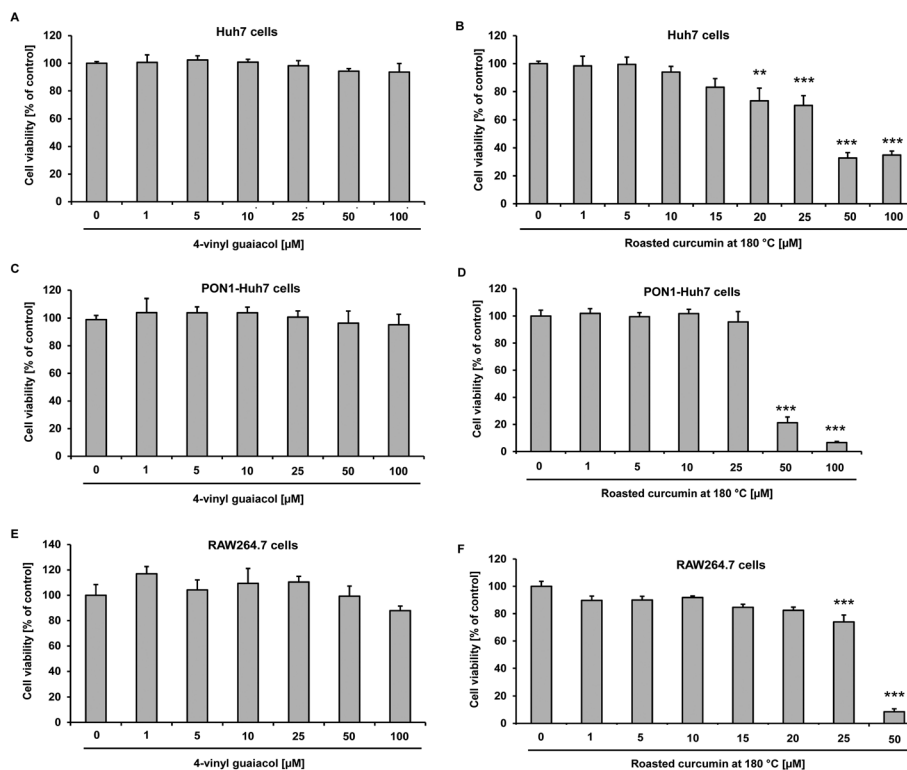 A
Huh7 cells
Cell viability [% of control]
120
100
80
60
40
20
0
0 1 5 10 25 50 100
4-vinyl guaiacol [µM]
B
Huh7 cells
Cell viability [% of control]
120
100
80
60
40
20
0
** *** *** ***
0 1 5 10 15 20 25 50 100
Roasted curcumin at 180 °C [µM]
C
PON1-Huh7 cells
Cell viability [% of control]
120
100
80
60
40
20
0
0 1 5 10 25 50 100
4-vinyl guaiacol [µM]
D
PON1-Huh7 cells
Cell viability [% of control]
120
100
80
60
40
20
0
*** ***
0 1 5 10 25 50 100
Roasted curcumin at 180 °C [µM]
E
RAW264.7 cells
Cell viability [% of control]
140
120
100
80
60
40
20
0
0 1 5 10 25 50 100
4-vinyl guaiacol [µM]
F
RAW264.7 cells
Cell viability [% of control]
120
100
80
60
40
20
0
*** ***
0 1 5 10 15 20 25 50
Roasted curcumin at 180 °C [µM]